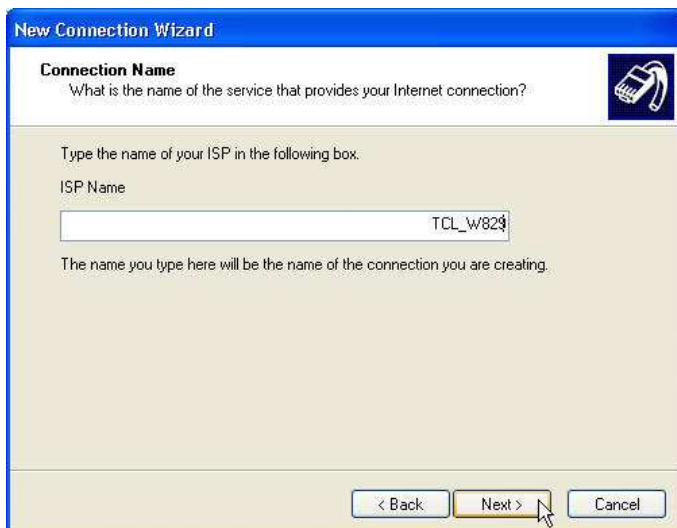 New Connection Wizard
Connection Name
What is the name of the service that provides your Internet connection?
Type the name of your ISP in the following box.
ISP Name
TCL_W829
The name you type here will be the name of the connection you are creating.
< Back
Next >
Cancel